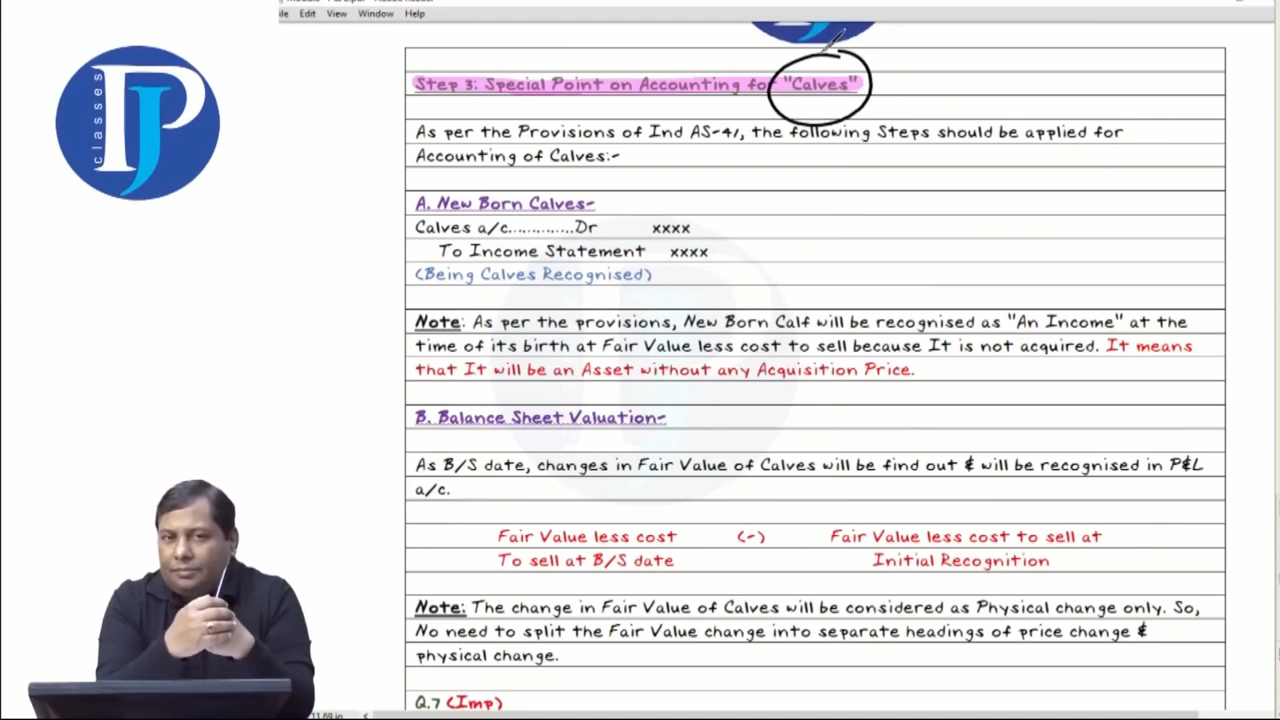 File Edit View Window Help
classes
PJ
Step 3: Special Point on Accounting for "Calves"
As per the Provisions of Ind AS-41, the following Steps should be applied for
Accounting of Calves:-
A. New Born Calves-
Calves a/c.............Dr xxxx
To Income Statement xxxx
(Being Calves Recognised)
Note: As per the provisions, New Born Calf will be recognised as "An Income" at the
time of its birth at Fair Value less cost to sell because It is not acquired. It means
that It will be an Asset without any Acquisition Price.
B. Balance Sheet Valuation-
As B/S date, changes in Fair Value of Calves will be find out & will be recognised in P&L
a/c.
Fair Value less cost (-) Fair Value less cost to sell at
To sell at B/S date Initial Recognition
Note: The change in Fair Value of Calves will be considered as Physical change only. So,
No need to split the Fair Value change into separate headings of price change &
physical change.
Q.7 (Imp)